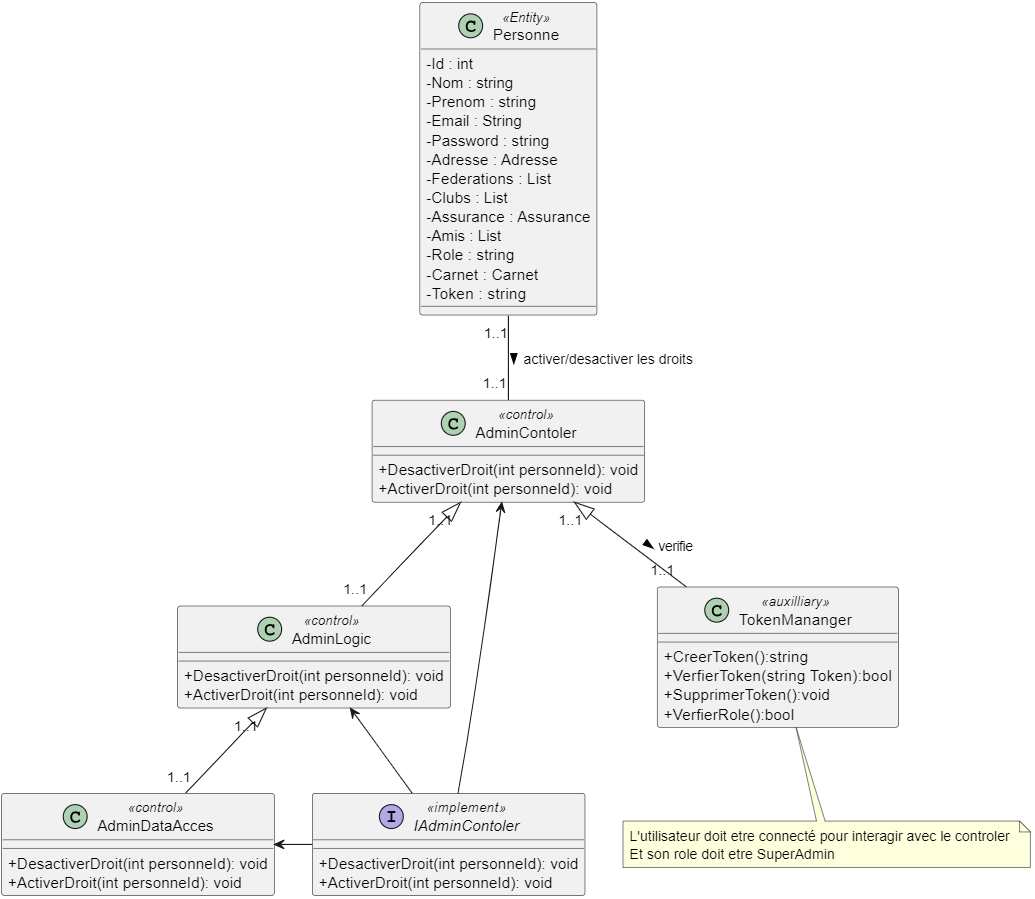 C
«Entity»
Personne
-Id : int
-Nom : string
-Prenom : string
-Email : String
-Password : string
-Adresse : Adresse
-Federations : List
-Clubs : List
-Assurance : Assurance
-Amis : List
-Role : string
-Carnet : Carnet
-Token : string
1..1
activer/desactiver les droits
1..1
C
«control»
AdminContoler
+DesactiverDroit(int personneId): void
+ActiverDroit(int personneId): void
1..1
1..1
verifie
1..1
1..1
C
«control»
AdminLogic
+DesactiverDroit(int personneId): void
+ActiverDroit(int personneId): void
C
«auxilliary»
TokenMananger
+CreerToken():string
+VerfierToken(string Token):bool
+SupprimerToken():void
+VerfierRole():bool
1..1
1..1
C
«control»
AdminDataAcces
+DesactiverDroit(int personneId): void
+ActiverDroit(int personneId): void
I
«implement»
IAdminContoler
+DesactiverDroit(int personneId): void
+ActiverDroit(int personneId): void
L'utilisateur doit etre connecté pour interagir avec le controler
Et son role doit etre SuperAdmin